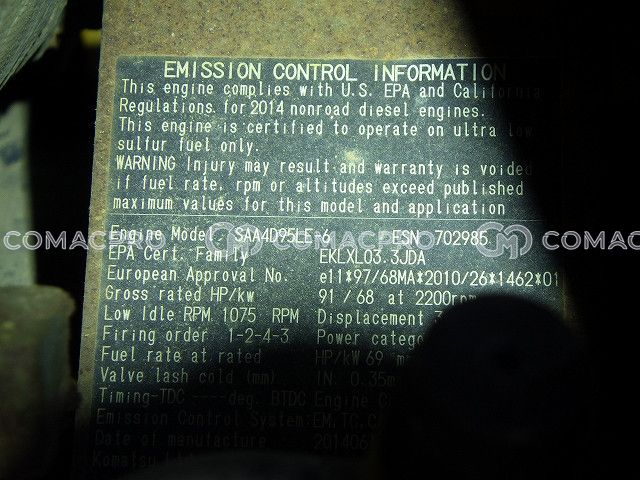 EMISSION CONTROL INFORMATION
This engine complies with U.S. EPA and California
Regulations for 2014 nonroad diesel engines.
This engine is certified to operate on ultra low
sulfur fuel only.
WARNING Injury may result and warranty is voided
if fuel rate, rpm or altitudes exceed published
maximum values for this model and application
Engine Model SAA4D95LE-6 ESN 702985
COMACPRO COMACPRO COMACPRO
EPA Cert. Family EKLXL03.3JDA
European Approval No. e11*97/68MA*2010/26*1462*01
Gross rated HP/kw 91/68 at 2200rpm
Low Idle RPM 1075 RPM Displacement
Firing order 1-2-4-3 Power
Fuel rate at rated HP/kW 69
Valve lash cold (mm) IN. 0.35
Timing-TDC ----deg. BTDC Engine
Emission Control System:EM,TC,
Date of manufacture 201406
Komatsu